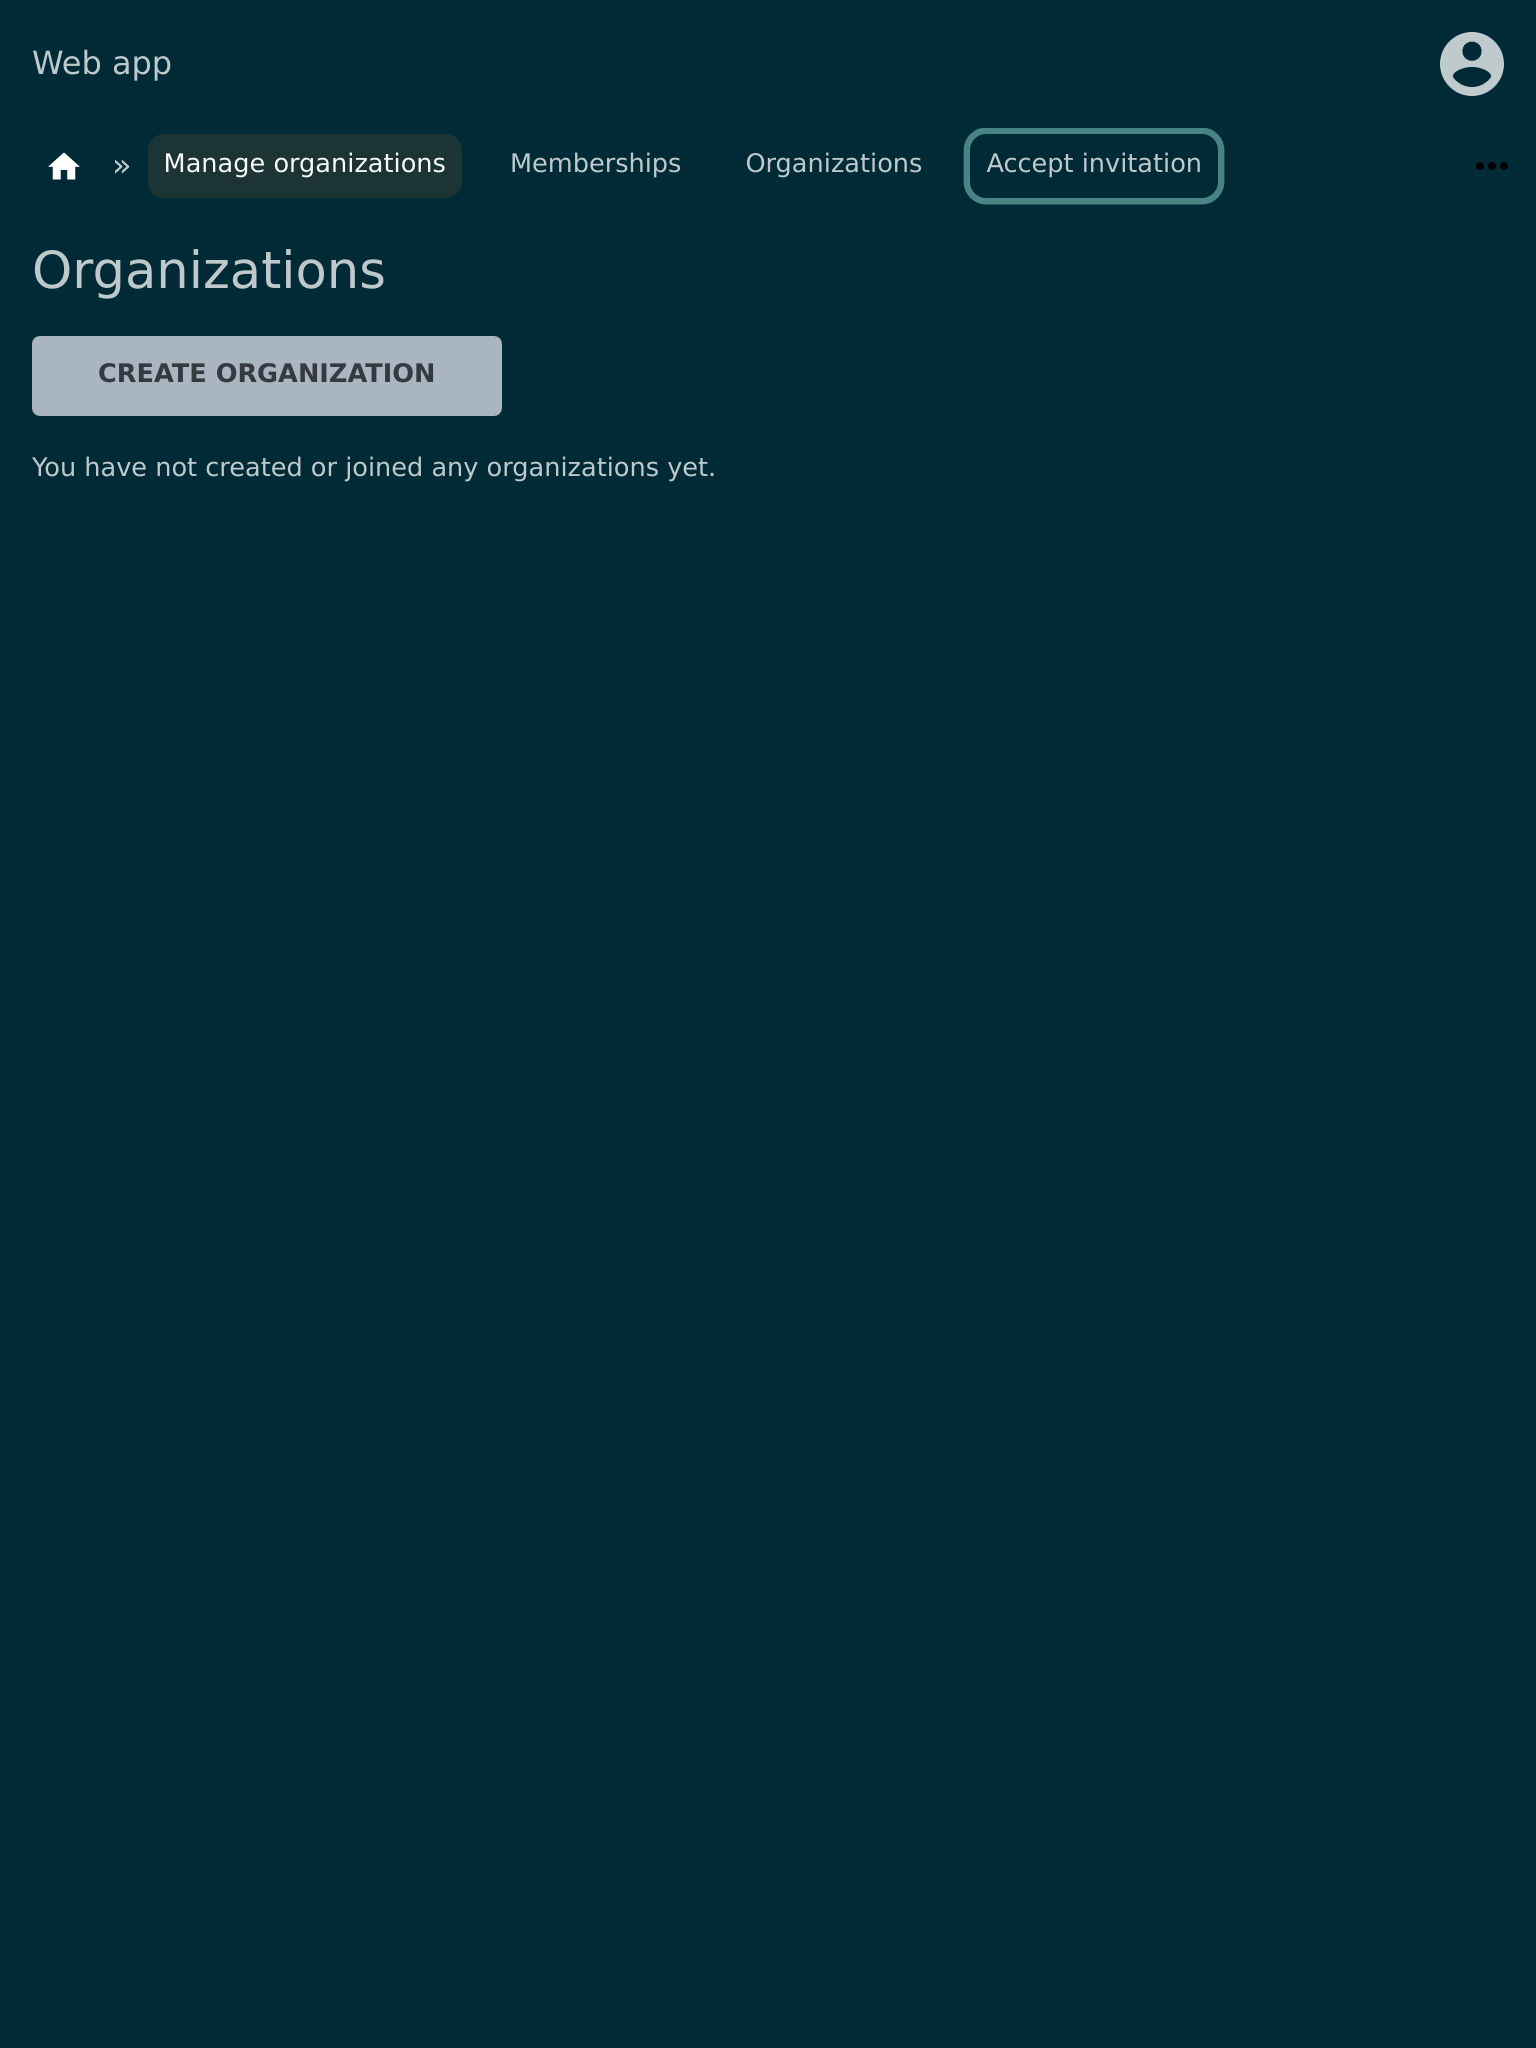 Web app
» Manage organizations Memberships Organizations Accept invitation
Organizations
CREATE ORGANIZATION
You have not created or joined any organizations yet.